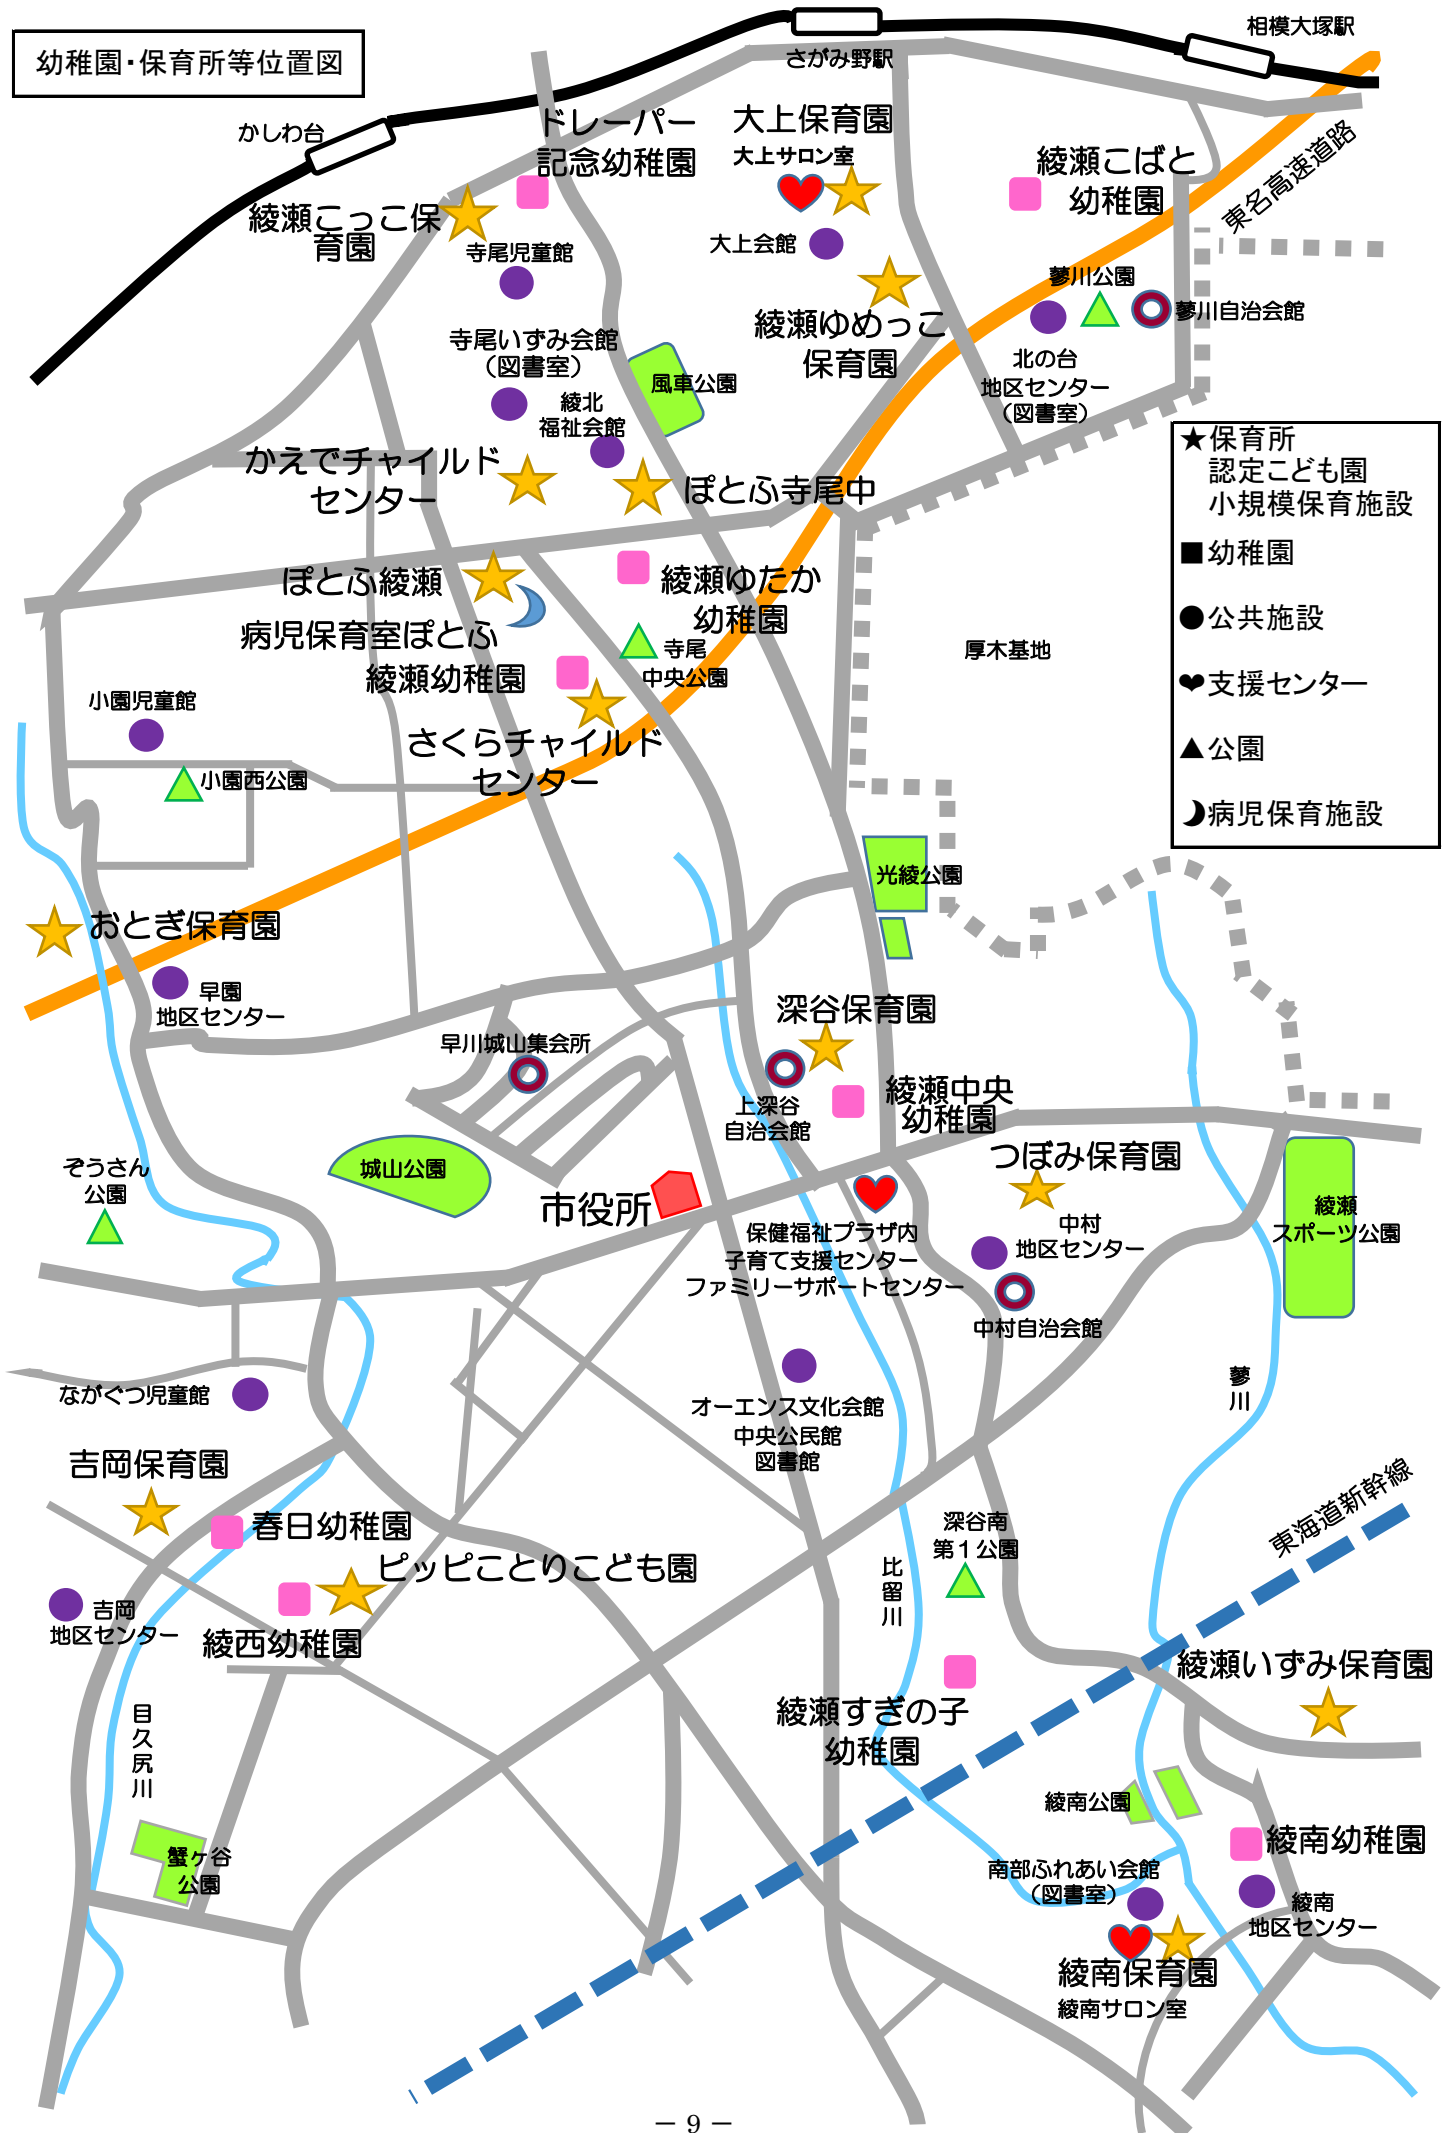 幼稚園・保育所等位置図
相模大塚駅
さがみ野駅
かしわ台
東名高速道路
ドレーパー
記念幼稚園
大上保育園
大上サロン室
綾瀬こばと
幼稚園
綾瀬こっこ保
育園
寺尾児童館
大上会館
蓼川公園
蓼川自治会館
綾瀬ゆめっこ
保育園
寺尾いずみ会館
（図書室）
風車公園
北の台
地区センター
（図書室）
綾北
福祉会館
かえでチャイルド
センター
ぽとふ寺尾中
★保育所
認定こども園
小規模保育施設
■幼稚園
●公共施設
❤支援センター
▲公園
病児保育施設
ぽとふ綾瀬
綾瀬ゆたか
幼稚園
病児保育室ぽとふ
寺尾
中央公園
厚木基地
綾瀬幼稚園
小園児童館
さくらチャイルド
センター
小園西公園
光綾公園
おとぎ保育園
早園
地区センター
深谷保育園
早川城山集会所
上深谷
自治会館
綾瀬中央
幼稚園
ぞうさん
公園
城山公園
市役所
つぼみ保育園
中村
地区センター
綾瀬
スポーツ公園
保健福祉プラザ内
子育て支援センター
ファミリーサポートセンター
中村自治会館
ながぐつ児童館
オーエンス文化会館
中央公民館
図書館
蓼川
吉岡保育園
春日幼稚園
東海道新幹線
深谷南
第１公園
ピッピことりこども園
比留川
吉岡
地区センター
綾西幼稚園
綾瀬いずみ保育園
目久尻川
綾瀬すぎの子
幼稚園
綾南公園
綾南幼稚園
蟹ヶ谷
公園
南部ふれあい会館
（図書室）
綾南
地区センター
綾南保育園
綾南サロン室
－ 9 －